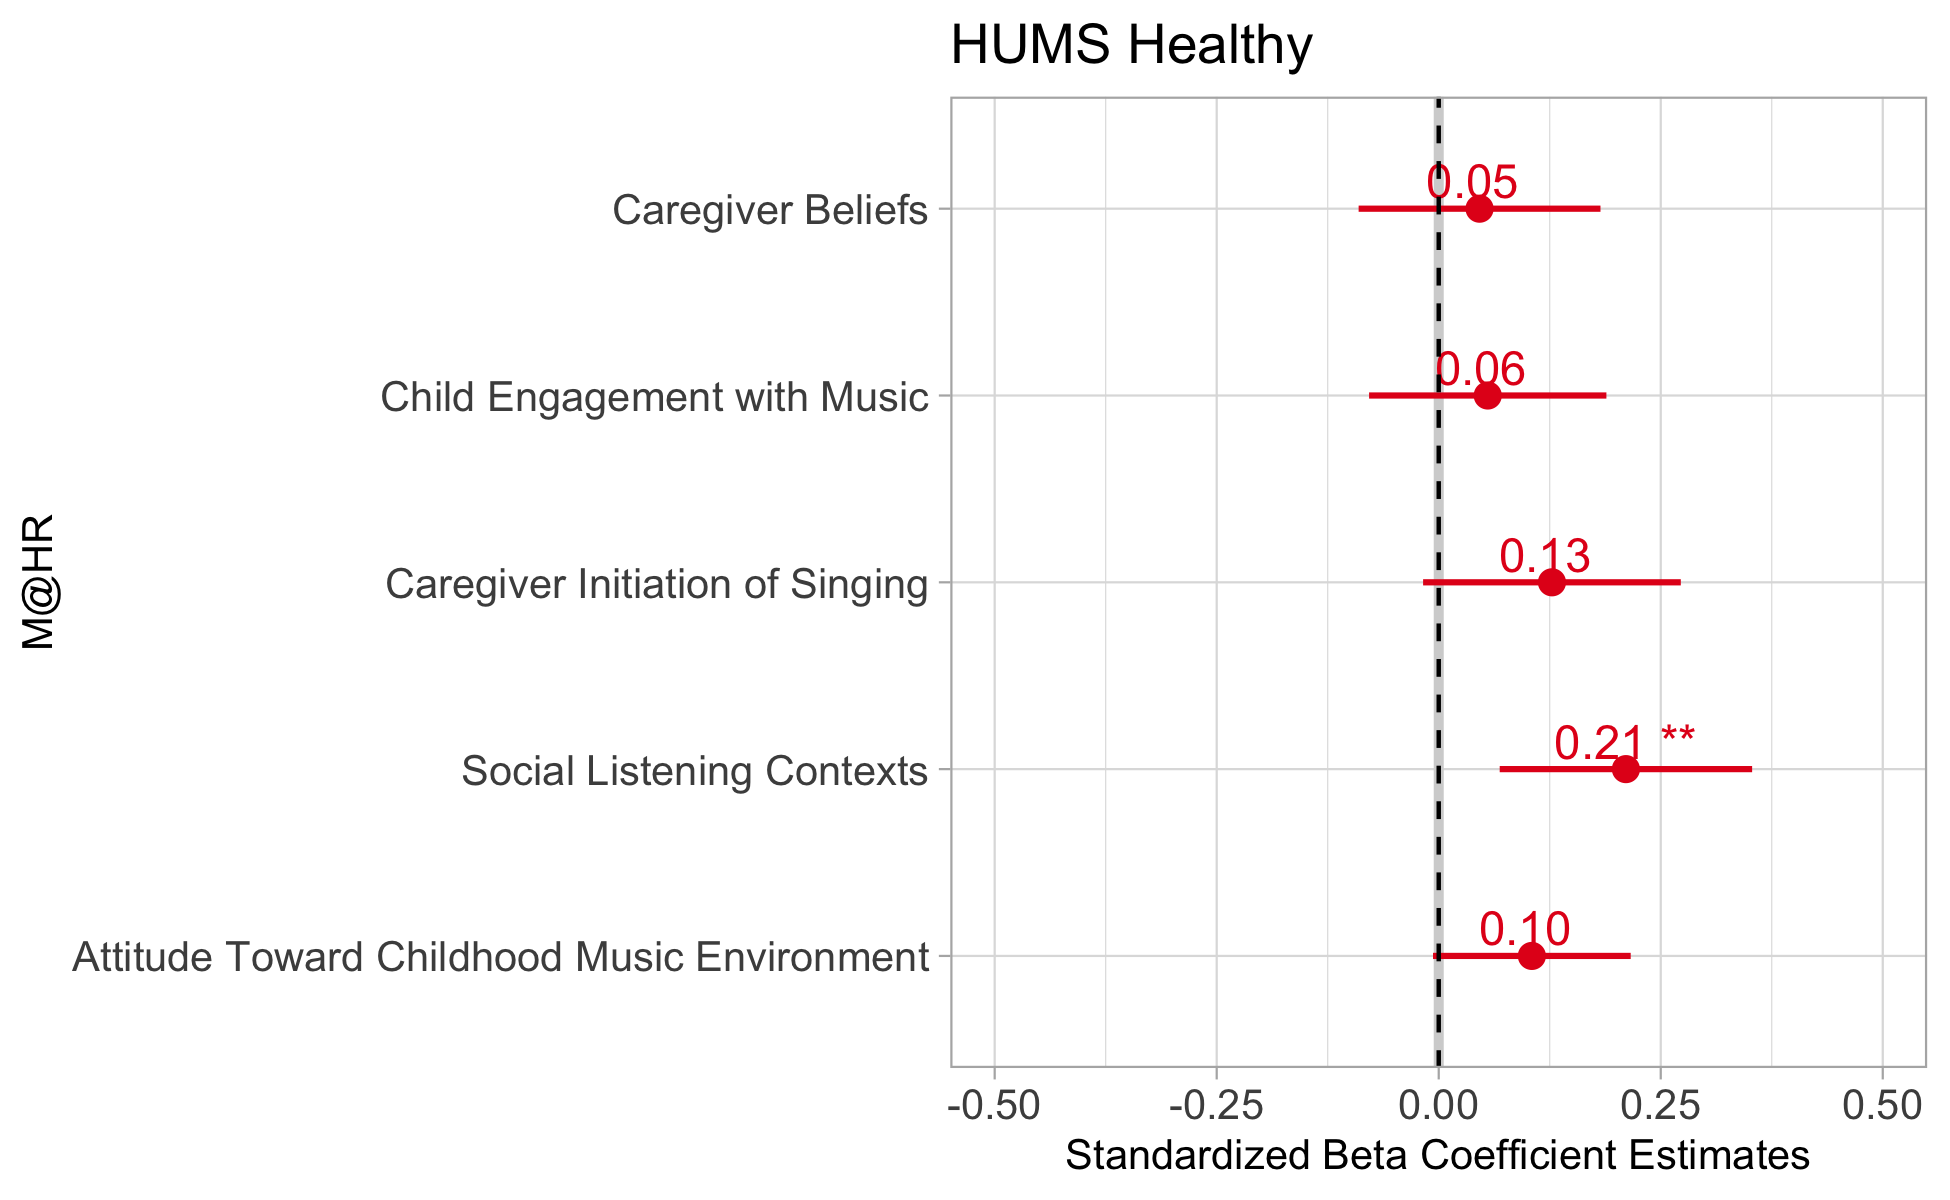 HUMS Healthy
M@HR
Caregiver Beliefs
0.05
Child Engagement with Music
0.06
Caregiver Initiation of Singing
0.13
Social Listening Contexts
0.21 **
Attitude Toward Childhood Music Environment
0.10
-0.50 -0.25 0.00 0.25 0.50
Standardized Beta Coefficient Estimates